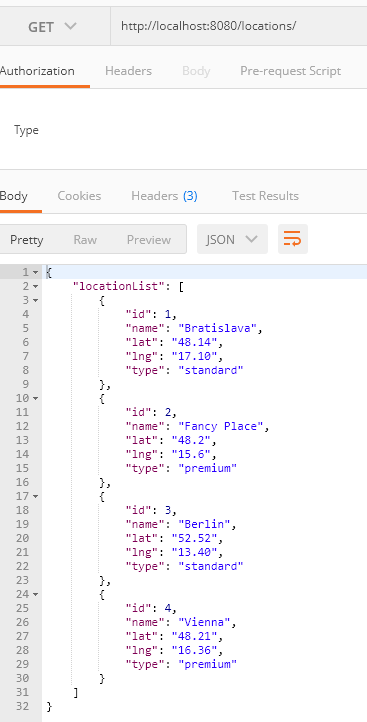 GET http://localhost:8080/locations/
Authorization Headers Body Pre-request Script
Type
Body Cookies Headers (3) Test Results
Pretty Raw Preview JSON
1 {
2 "locationList": [
3 {
4 "id": 1,
5 "name": "Bratislava",
6 "lat": "48.14",
7 "lng": "17.10",
8 "type": "standard"
9 },
10 {
11 "id": 2,
12 "name": "Fancy Place",
13 "lat": "48.2",
14 "lng": "15.6",
15 "type": "premium"
16 },
17 {
18 "id": 3,
19 "name": "Berlin",
20 "lat": "52.52",
21 "lng": "13.40",
22 "type": "standard"
23 },
24 {
25 "id": 4,
26 "name": "Vienna",
27 "lat": "48.21",
28 "lng": "16.36",
29 "type": "premium"
30 }
31 ]
32 }